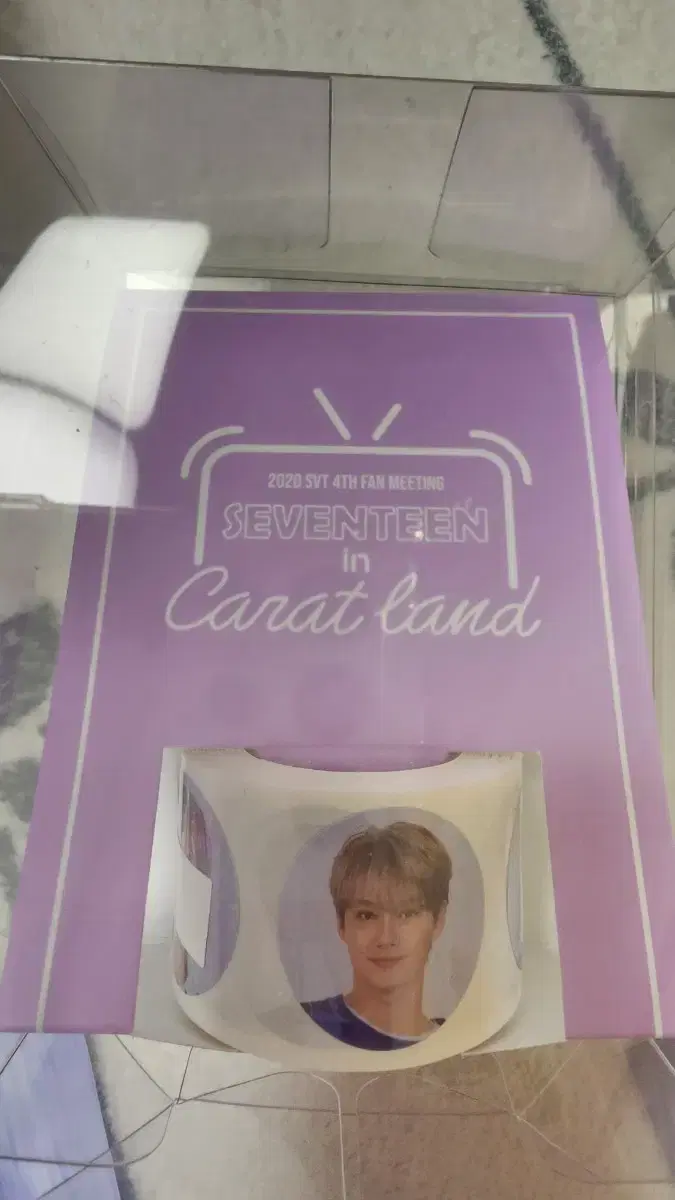 2020 SVT 4TH FAN MEETING
SEVENTEEN
in
Carat land